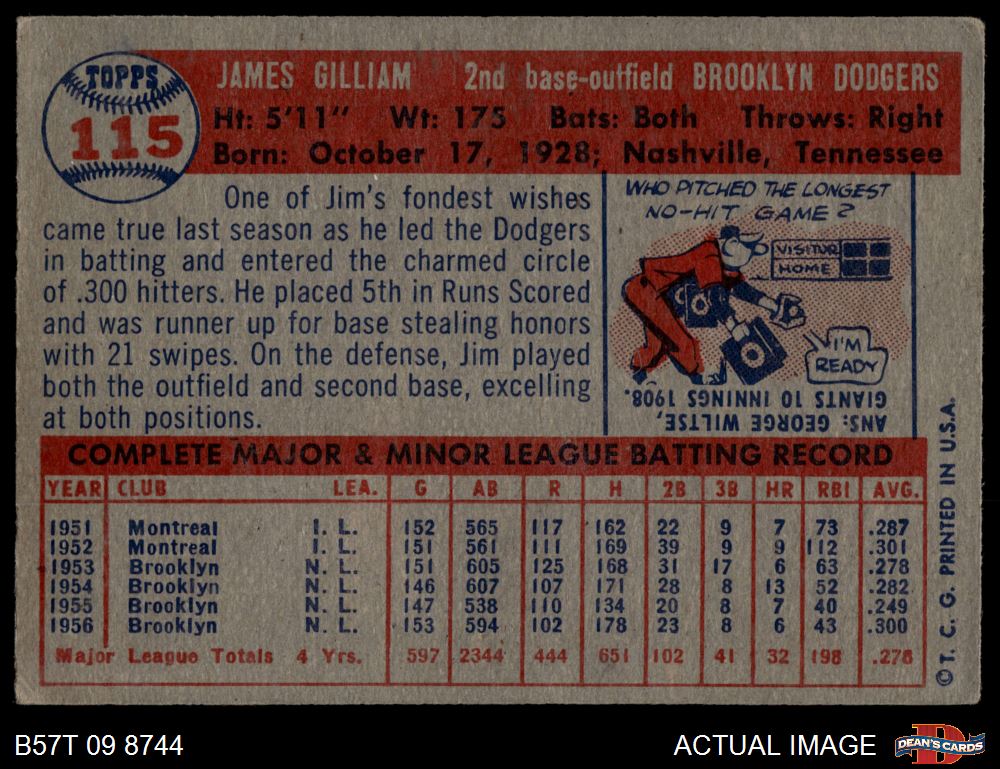 TOPPS
115
JAMES GILLIAM 2nd base-outfield BROOKLYN DODGERS
Ht: 5'11" Wt: 175 Bats: Both Throws: Right
Born: October 17, 1928; Nashville, Tennessee
One of Jim's fondest wishes
came true last season as he led the Dodgers
in batting and entered the charmed circle
of .300 hitters. He placed 5th in Runs Scored
and was runner up for base stealing honors
with 21 swipes. On the defense, Jim played
both the outfield and second base, excelling
at both positions.
WHO PITCHED THE LONGEST
NO-HIT GAME?
VISITOR
HOME
I'M
READY
ANS: GEORGE WILTSE,
GIANTS 10 INNINGS 1908.
COMPLETE MAJOR & MINOR LEAGUE BATTING RECORD
YEAR CLUB LEA. G AB R H 2B 3B HR RBI AVG.
1951 Montreal I. L. 152 565 117 162 22 9 7 73 .287
1952 Montreal I. L. 151 561 111 169 39 9 9 112 .301
1953 Brooklyn N. L. 151 605 125 168 31 17 6 63 .278
1954 Brooklyn N. L. 146 607 107 171 28 8 13 52 .282
1955 Brooklyn N. L. 147 538 110 134 20 8 7 40 .249
1956 Brooklyn N. L. 153 594 102 178 23 8 6 43 .300
Major League Totals 4 Yrs. 597 2344 444 651 102 41 32 198 .278
© T. C. G. PRINTED IN U.S.A.
B57T 09 8744
ACTUAL IMAGE
D
DEAN'S CARDS